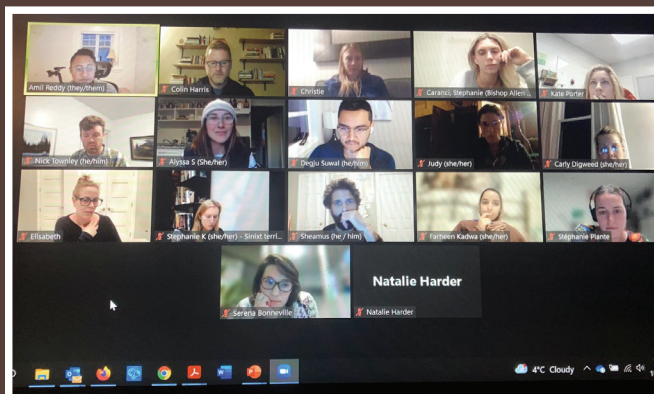 Amil Reddy (they/them)
Colin Harris
Christie
Caranci, Stephanie (Bishop Allen ...
Kate Porter
Nick Townley (he/him)
Alyssa S (She/her)
Degju Suwal (he/him)
Judy (she/her)
Carly Digweed (she/her)
Elisabeth
Stephanie K (she/her) - Sinixt terri...
Sheamus (he / him)
Farheen Kadwa (she/her)
Stéphanie Plante
Serena Bonneville
Natalie Harder
Natalie Harder
4°C Cloudy